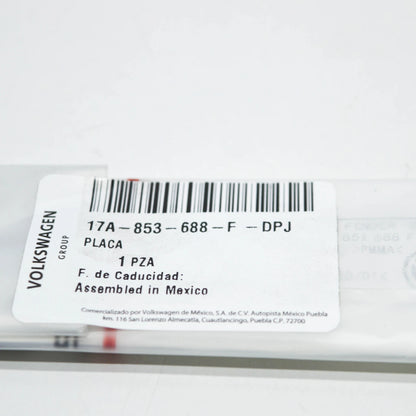 VOLKSWAGEN
GROUP
17A-853-688-F -DPJ
PLACA
1 PZA
F. de Caducidad:
Assembled in Mexico
Comercializado por Volkswagen de México, S.A. de C.V. Autopista México Puebla
km. 116 San Lorenzo Almecatla, Cuautlancingo, Puebla C.P. 72700
>PMMA<